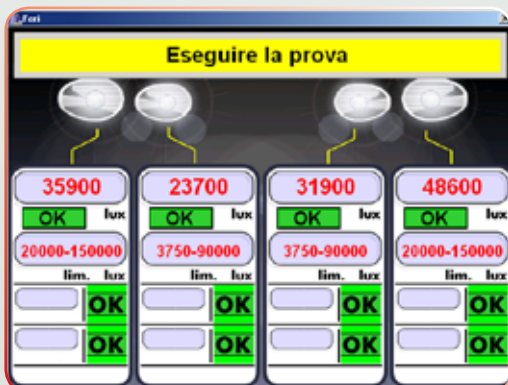 Fari
Eseguire la prova
35900 23700 31900 48600
OK lux OK lux OK lux OK lux
20000-150000 3750-90000 3750-90000 20000-150000
lim. lux lim. lux lim. lux lim. lux
OK OK OK OK
OK OK OK OK